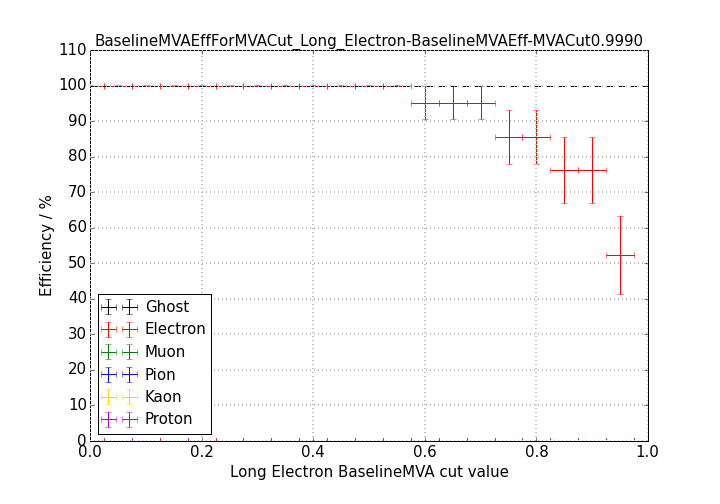 BaselineMVAEffForMVACut_Long_Electron-BaselineMVAEff-MVACut0.9990
110
100
90
80
70
60
50
40
30
20
10
0
Efficiency / %
Ghost
Electron
Muon
Pion
Kaon
Proton
0.0 0.2 0.4 0.6 0.8 1.0
Long Electron BaselineMVA cut value